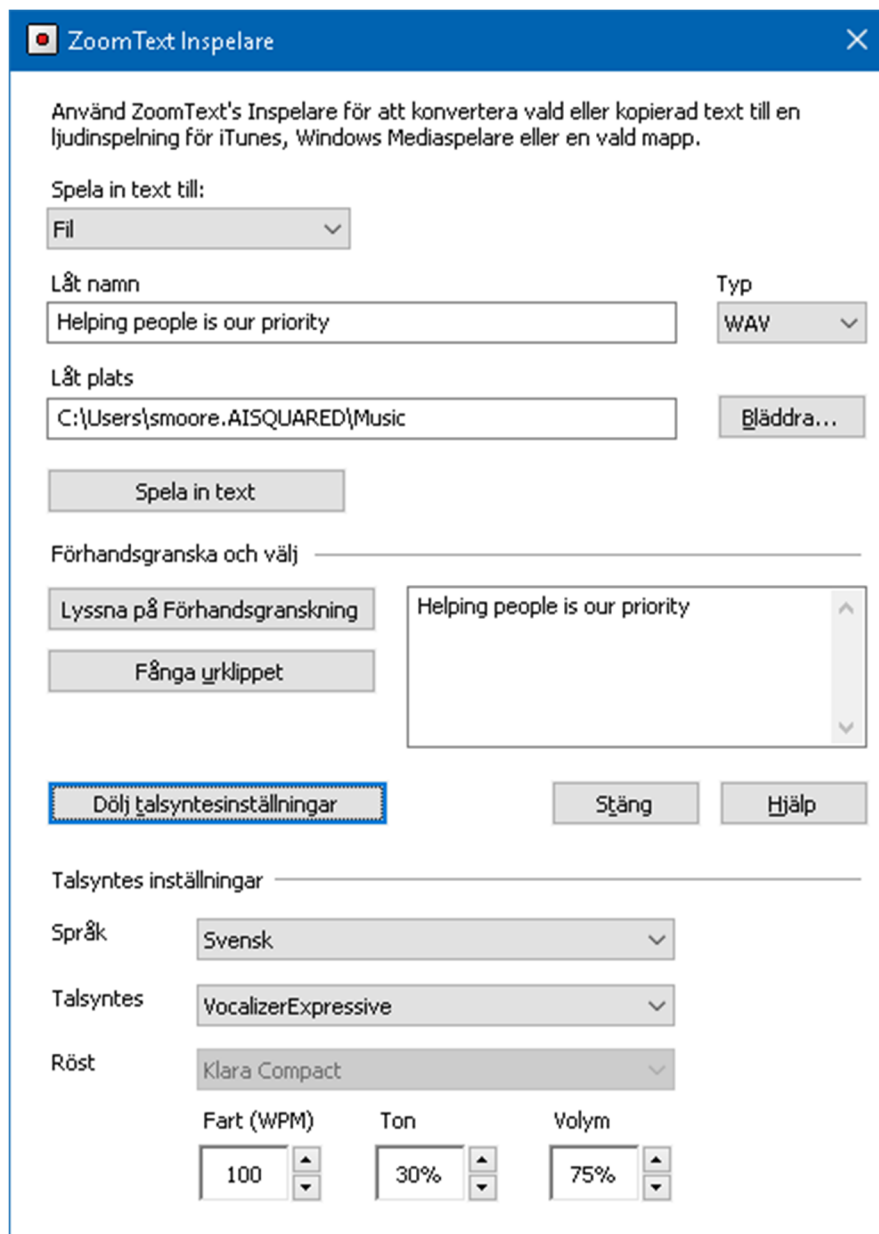 ZoomText Inspelare
Använd ZoomText's Inspelare för att konvertera vald eller kopierad text till en
ljudinspelning för iTunes, Windows Mediaspelare eller en vald mapp.
Spela in text till:
Fil
Låt namn
Typ
Helping people is our priority
WAV
Låt plats
C:\Users\smoore.AISQUARED\Music
Bläddra...
Spela in text
Förhandsgranska och välj
Lyssna på Förhandsgranskning
Helping people is our priority
Fånga urklippet
Dölj talsyntesinställningar
Stäng
Hjälp
Talsyntes inställningar
Språk
Svensk
Talsyntes
VocalizerExpressive
Röst
Klara Compact
Fart (WPM)
Ton
Volym
100
30%
75%